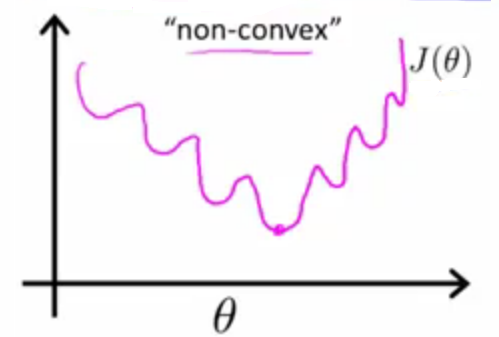 “non-convex”
J(θ)
θ